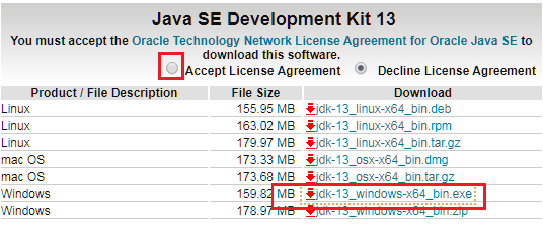 Java SE Development Kit 13
You must accept the Oracle Technology Network License Agreement for Oracle Java SE to
download this software.
Accept License Agreement Decline License Agreement
Product / File Description File Size Download
Linux 155.95 MB jdk-13_linux-x64_bin.deb
Linux 163.02 MB jdk-13_linux-x64_bin.rpm
Linux 179.97 MB jdk-13_linux-x64_bin.tar.gz
mac OS 173.33 MB jdk-13_osx-x64_bin.dmg
mac OS 173.68 MB jdk-13_osx-x64_bin.tar.gz
Windows 159.82 MB jdk-13_windows-x64_bin.exe
Windows 178.97 MB jdk-13_windows-x64_bin.zip